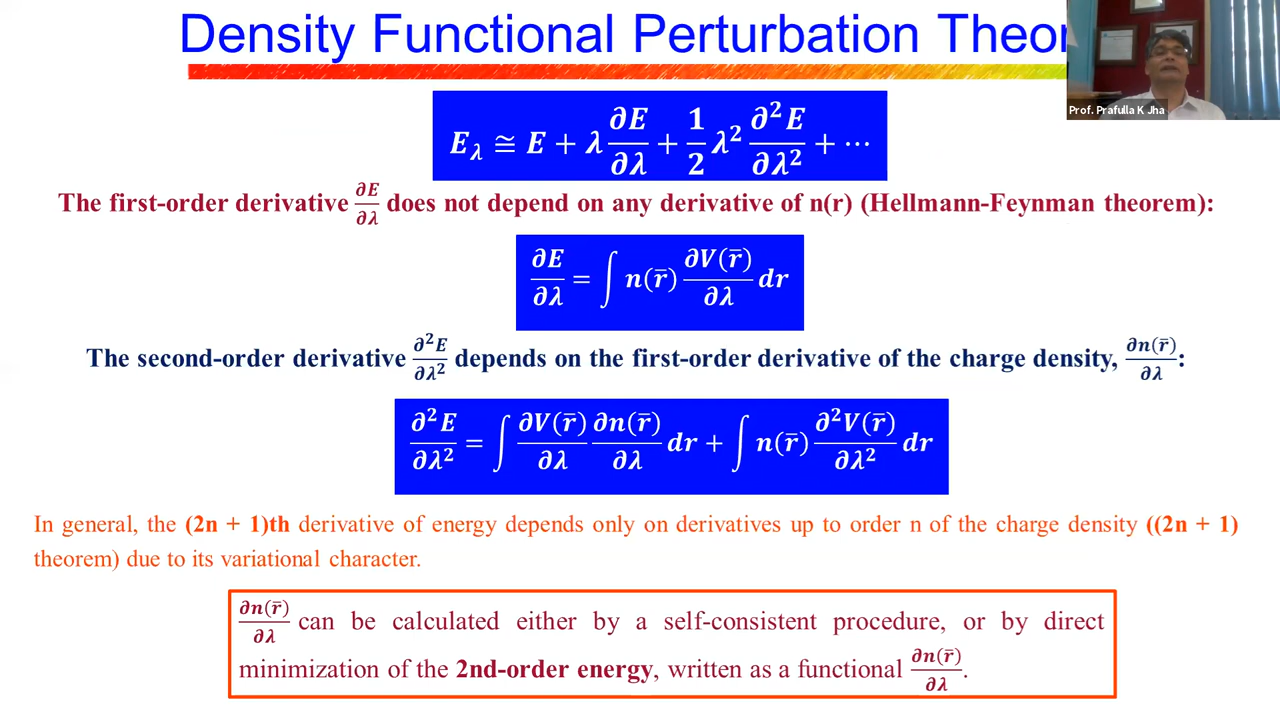 Density Functional Perturbation Theor
Prof. Prafulla K Jha
E_λ ≅ E + λ ∂E/∂λ + 1/2 λ² ∂²E/∂λ² + ⋯
The first-order derivative ∂E/∂λ does not depend on any derivative of n(r) (Hellmann-Feynman theorem):
∂E/∂λ = ∫ n(r̅) ∂V(r̅)/∂λ dr
The second-order derivative ∂²E/∂λ² depends on the first-order derivative of the charge density, ∂n(r̅)/∂λ:
∂²E/∂λ² = ∫ ∂V(r̅)/∂λ ∂n(r̅)/∂λ dr + ∫ n(r̅) ∂²V(r̅)/∂λ² dr
In general, the (2n + 1)th derivative of energy depends only on derivatives up to order n of the charge density ((2n + 1)
theorem) due to its variational character.
∂n(r̅)/∂λ can be calculated either by a self-consistent procedure, or by direct
minimization of the 2nd-order energy, written as a functional ∂n(r̅)/∂λ.